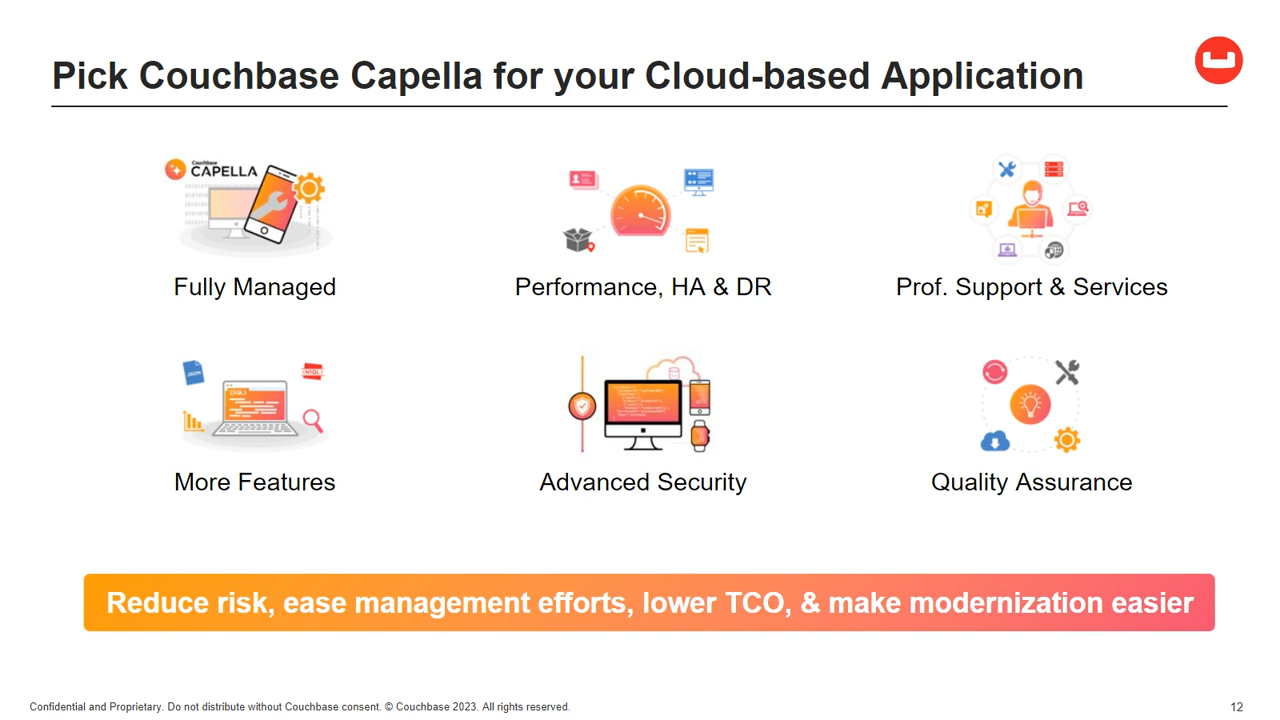 Pick Couchbase Capella for your Cloud-based Application
Couchbase
CAPELLA
Fully Managed
Performance, HA & DR
Prof. Support & Services
JSON
More Features
Advanced Security
Quality Assurance
Reduce risk, ease management efforts, lower TCO, & make modernization easier
Confidential and Proprietary. Do not distribute without Couchbase consent. © Couchbase 2023. All rights reserved.
12